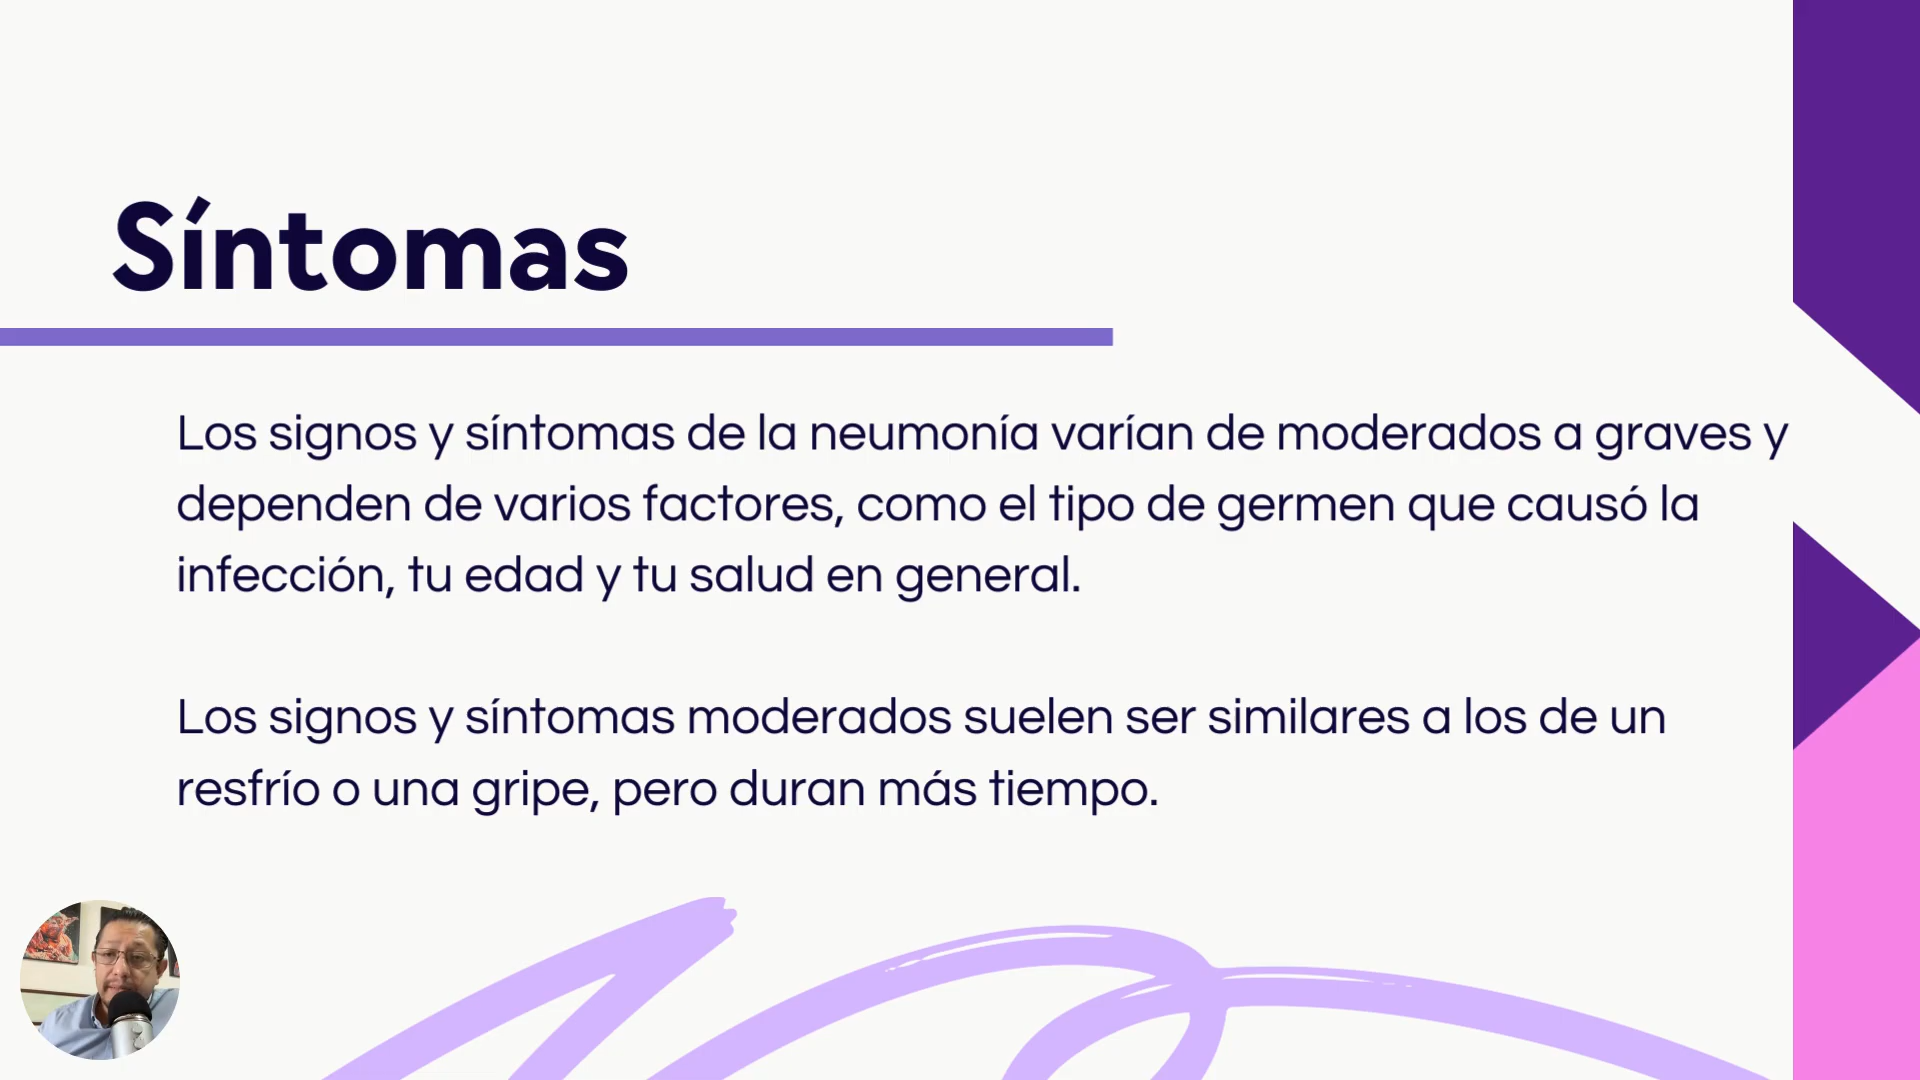 Síntomas
Los signos y síntomas de la neumonía varían de moderados a graves y
dependen de varios factores, como el tipo de germen que causó la
infección, tu edad y tu salud en general.
Los signos y síntomas moderados suelen ser similares a los de un
resfrío o una gripe, pero duran más tiempo.